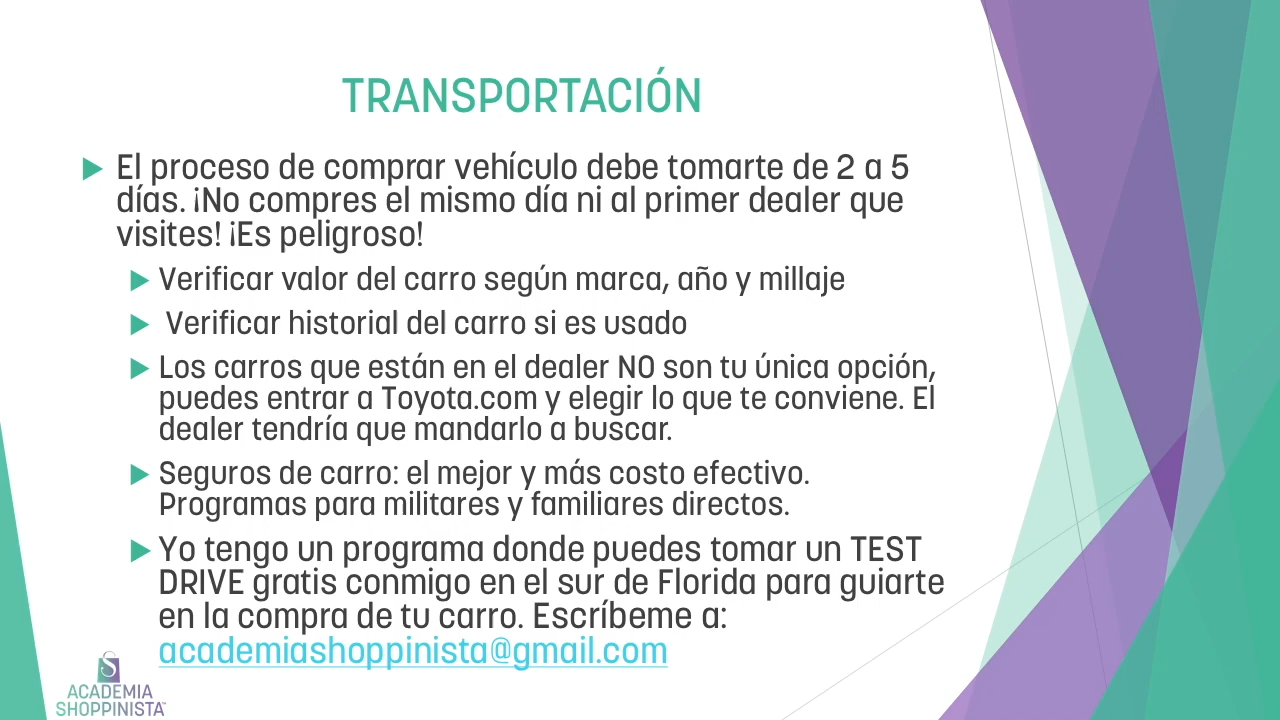 TRANSPORTACIÓN
El proceso de comprar vehículo debe tomarte de 2 a 5
días. ¡No compres el mismo día ni al primer dealer que
visites! ¡Es peligroso!
Verificar valor del carro según marca, año y millaje
Verificar historial del carro si es usado
Los carros que están en el dealer NO son tu única opción,
puedes entrar a Toyota.com y elegir lo que te conviene. El
dealer tendría que mandarlo a buscar.
Seguros de carro: el mejor y más costo efectivo.
Programas para militares y familiares directos.
Yo tengo un programa donde puedes tomar un TEST
DRIVE gratis conmigo en el sur de Florida para guiarte
en la compra de tu carro. Escríbeme a:
academiashoppinista@gmail.com
ACADEMIA
SHOPPINISTA™